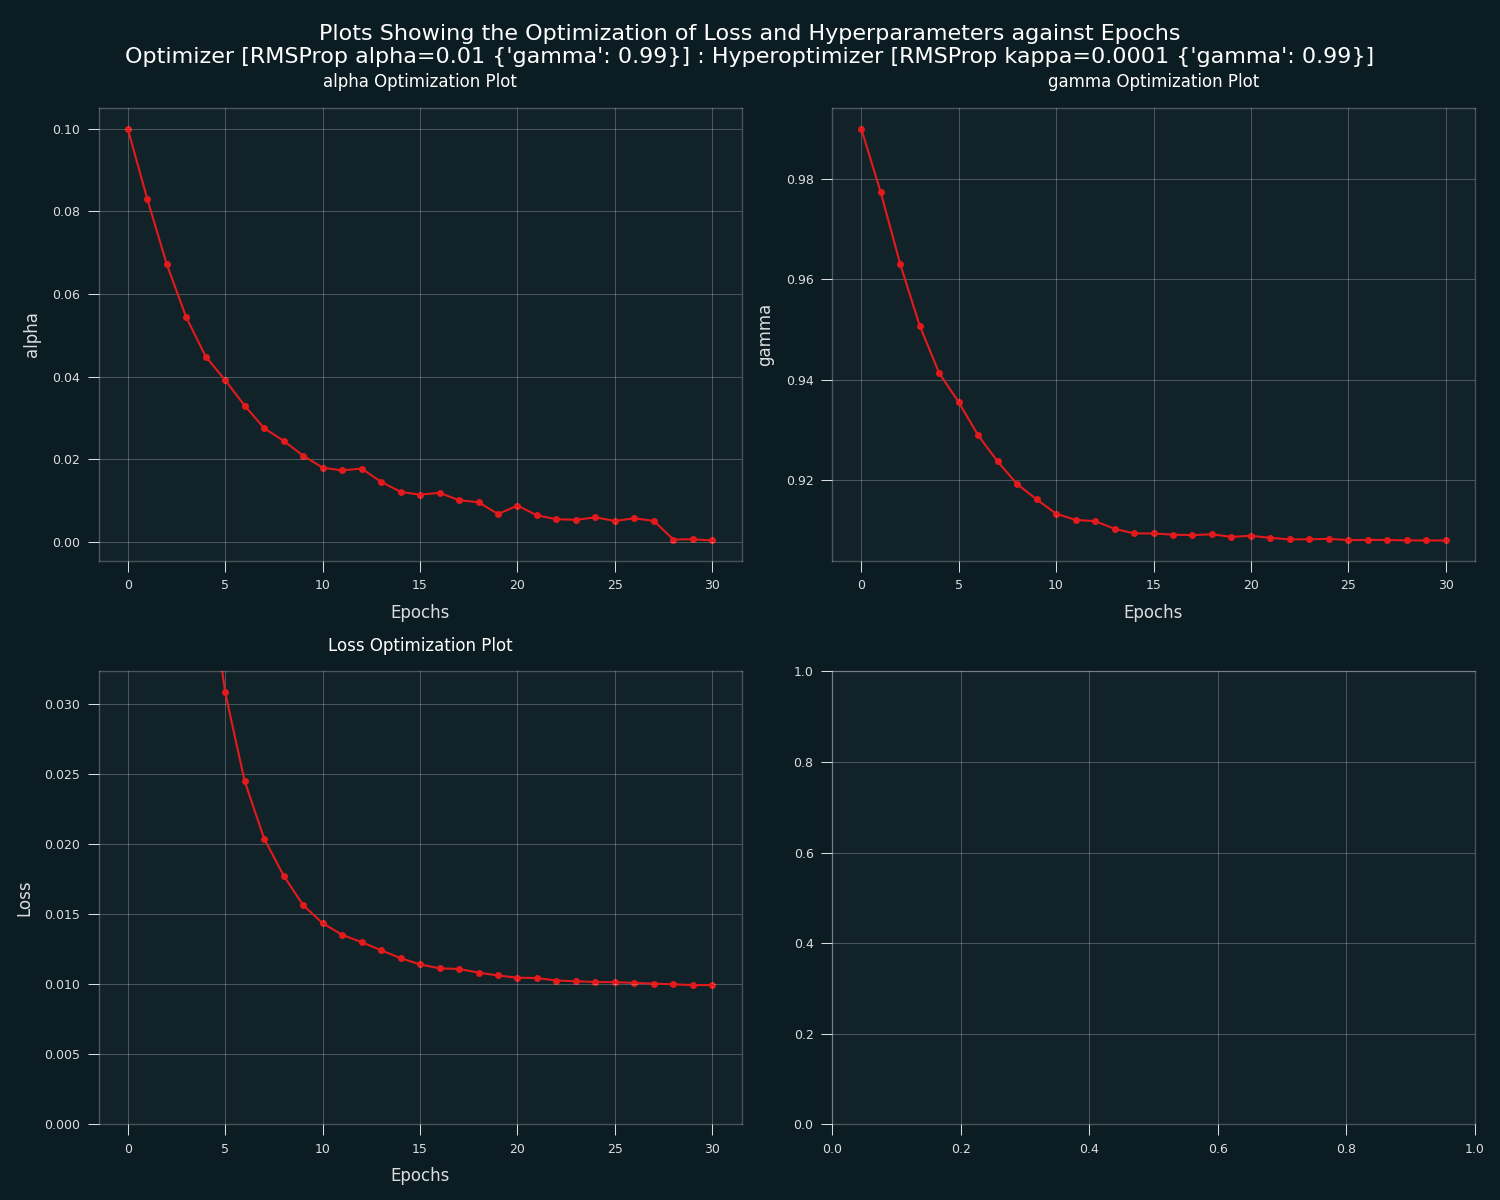 Plots Showing the Optimization of Loss and Hyperparameters against Epochs
Optimizer [RMSProp alpha=0.01 {'gamma': 0.99}] : Hyperoptimizer [RMSProp kappa=0.0001 {'gamma': 0.99}]
alpha Optimization Plot
alpha
0.10
0.08
0.06
0.04
0.02
0.00
0 5 10 15 20 25 30
Epochs
gamma Optimization Plot
gamma
0.98
0.96
0.94
0.92
0 5 10 15 20 25 30
Epochs
Loss Optimization Plot
Loss
0.030
0.025
0.020
0.015
0.010
0.005
0.000
0 5 10 15 20 25 30
Epochs
1.0
0.8
0.6
0.4
0.2
0.0
0.0 0.2 0.4 0.6 0.8 1.0